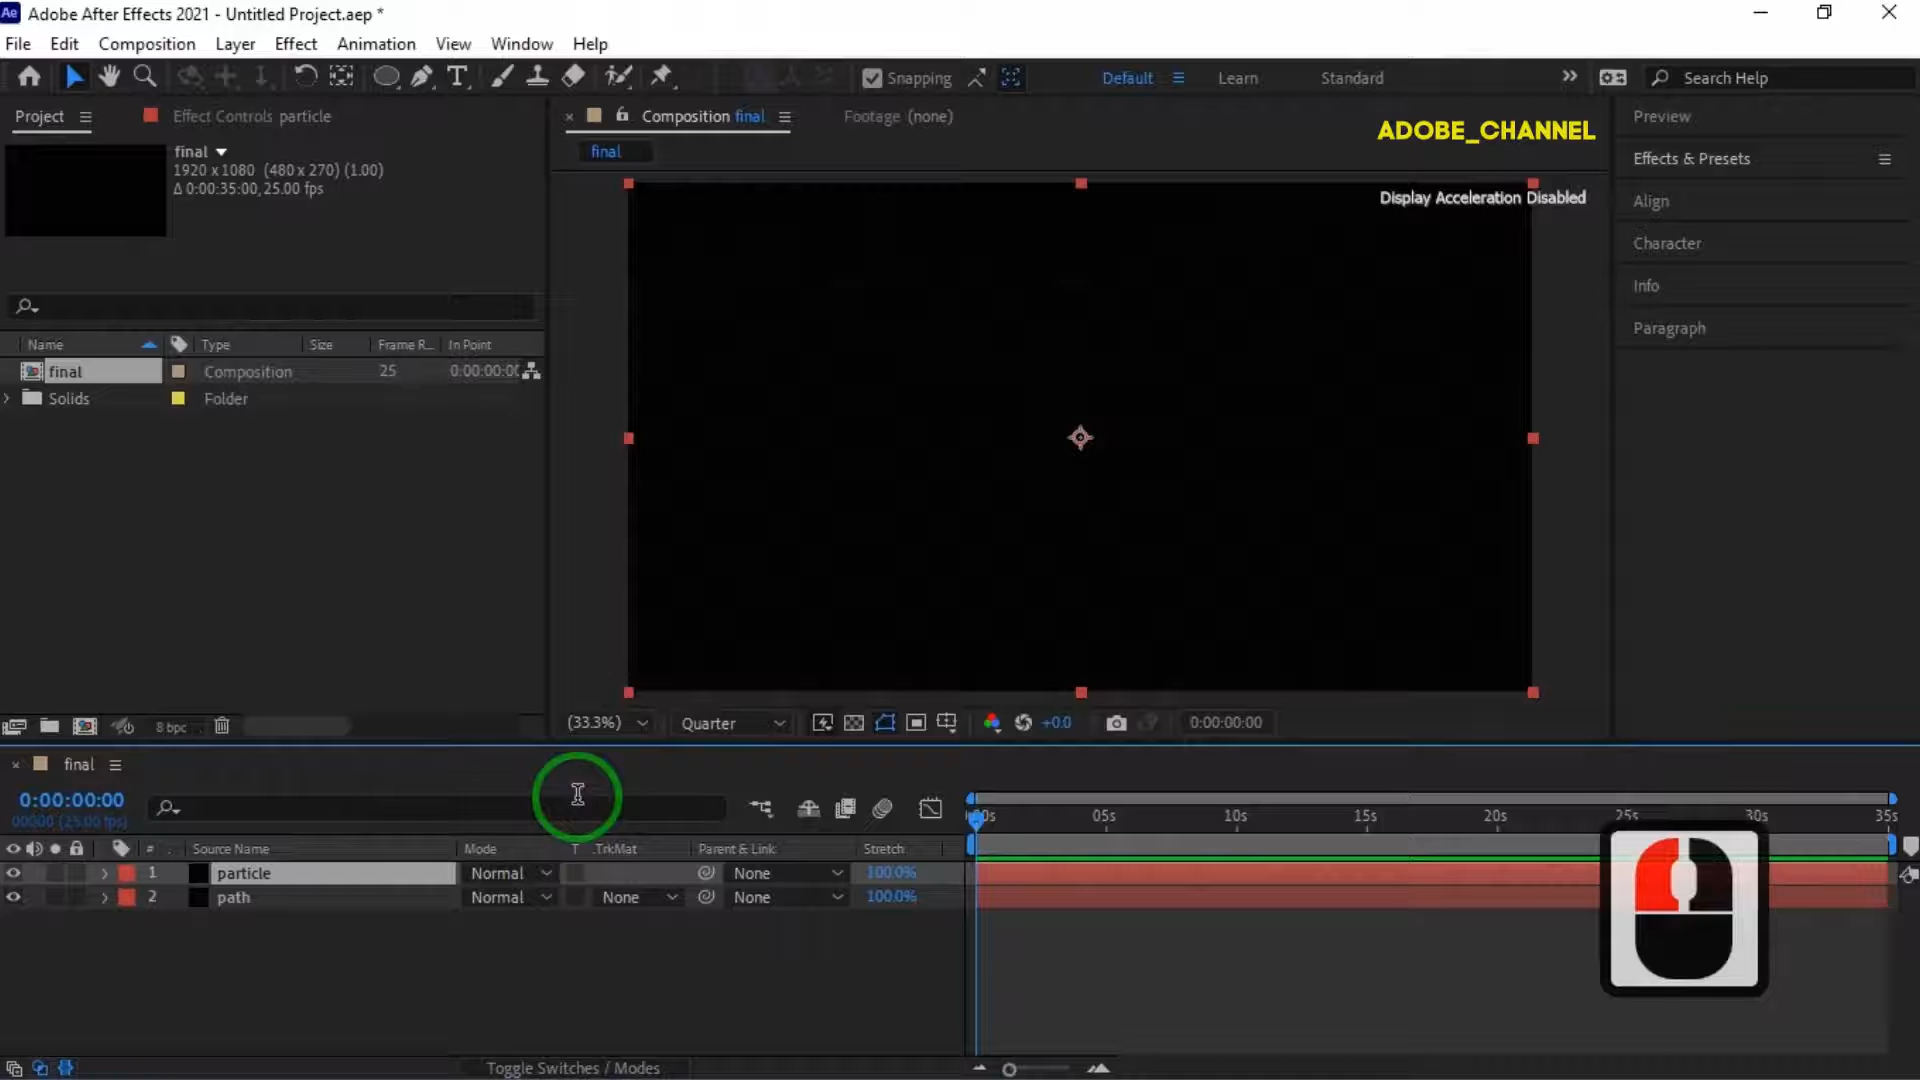 Ae Adobe After Effects 2021 - Untitled Project.aep *
File Edit Composition Layer Effect Animation View Window Help
T Snapping Default Learn Standard Search Help
Project Effect Controls particle
Composition final Footage (none)
ADOBE_CHANNEL
final
Display Acceleration Disabled
final
1920 x 1080 (480 x 270) (1.00)
Δ 0:00:35:00, 25.00 fps
Name Type Size Frame R... In Point
final Composition 25 0:00:00:00
Solids Folder
8 bpc
(33.3%) Quarter +0.0 0:00:00:00
Preview
Effects & Presets
Align
Character
Info
Paragraph
final
0:00:00:00
00000 (25.00 fps)
:00s 05s 10s 15s 20s 25s 30s 35s
# Source Name Mode T .TrkMat Parent & Link Stretch
1 particle Normal None 100.0%
2 path Normal None None 100.0%
Toggle Switches / Modes